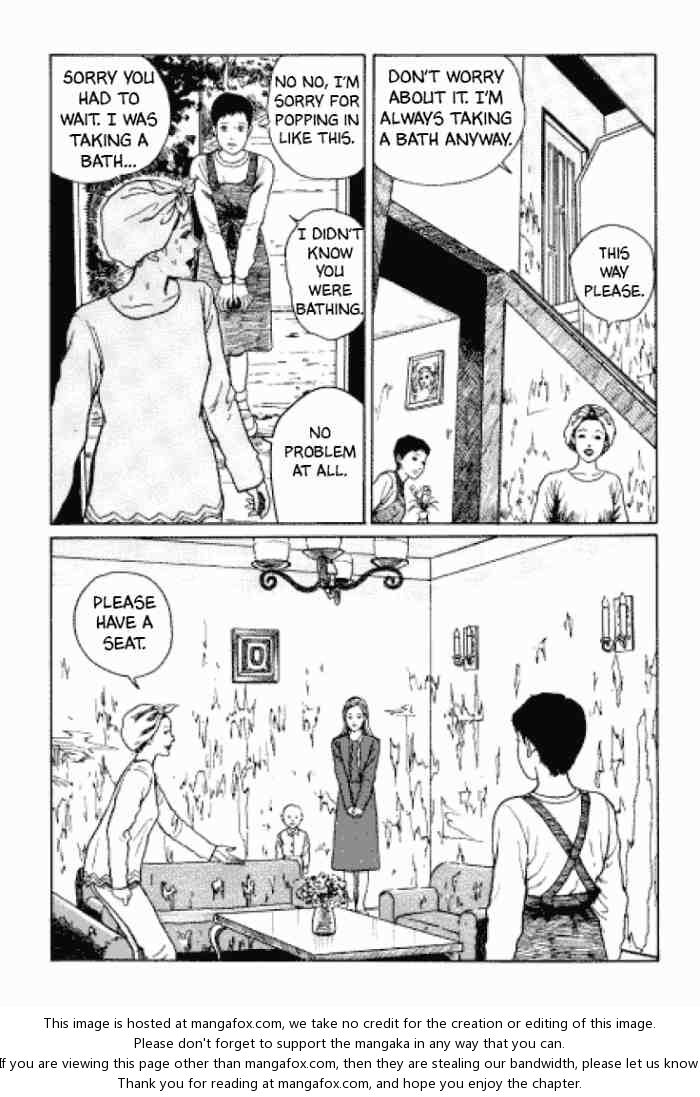 SORRY YOU
HAD TO
WAIT. I WAS
TAKING A
BATH...
NO NO, I'M
SORRY FOR
POPPING IN
LIKE THIS.
I DIDN'T
KNOW
YOU
WERE
BATHING.
NO
PROBLEM
AT ALL.
DON'T WORRY
ABOUT IT. I'M
ALWAYS TAKING
A BATH ANYWAY.
THIS
WAY
PLEASE.
PLEASE
HAVE A
SEAT.
This image is hosted at mangafox.com, we take no credit for the creation or editing of this image.
Please don't forget to support the mangaka in any way that you can.
If you are viewing this page other than mangafox.com, then they are stealing our bandwidth, please let us know
Thank you for reading at mangafox.com, and hope you enjoy the chapter.